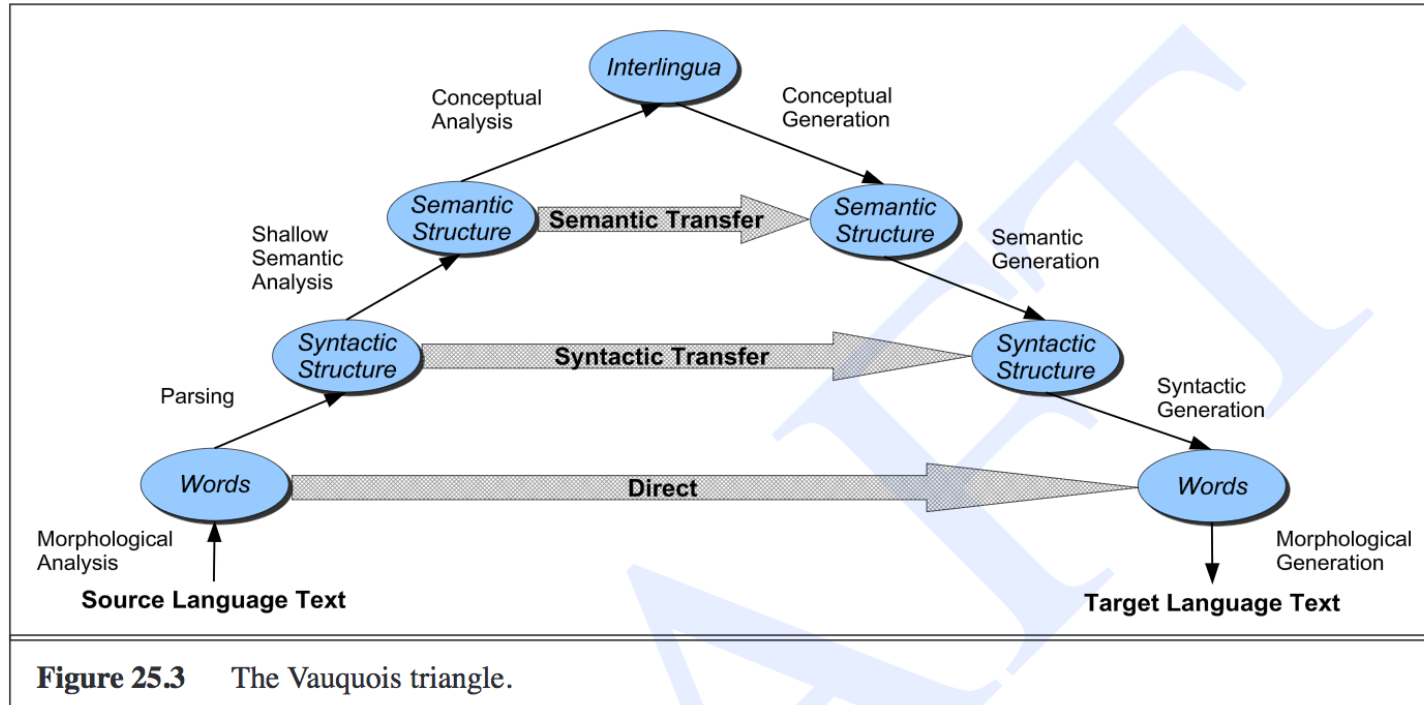 Interlingua
Conceptual
Analysis
Conceptual
Generation
Semantic
Structure
Semantic Transfer
Semantic
Structure
Shallow
Semantic
Analysis
Semantic
Generation
Syntactic
Structure
Syntactic Transfer
Syntactic
Structure
Parsing
Syntactic
Generation
Words
Direct
Words
Morphological
Analysis
Morphological
Generation
Source Language Text
Target Language Text
Figure 25.3 The Vauquois triangle.